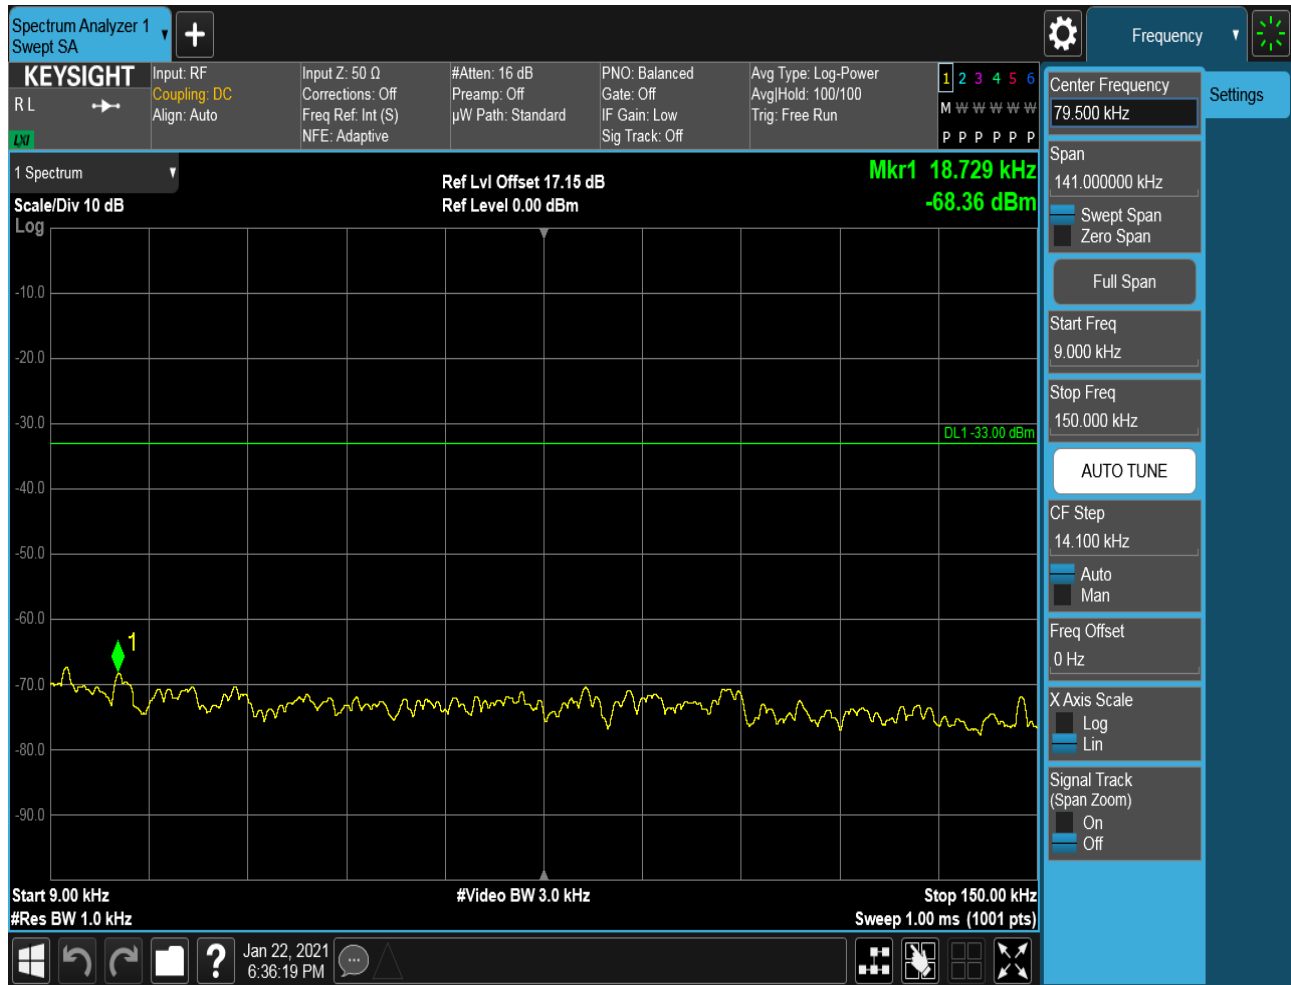 Spectrum Analyzer 1
Swept SA
Frequency
KEYSIGHT
R L
LXI
Input: RF
Coupling: DC
Align: Auto
Input Z: 50 Ω
Corrections: Off
Freq Ref: Int (S)
NFE: Adaptive
#Atten: 16 dB
Preamp: Off
µW Path: Standard
PNO: Balanced
Gate: Off
IF Gain: Low
Sig Track: Off
Avg Type: Log-Power
Avg|Hold: 100/100
Trig: Free Run
1 2 3 4 5 6
M W W W W W
P P P P P P
1 Spectrum
Scale/Div 10 dB
Log
Ref Lvl Offset 17.15 dB
Ref Level 0.00 dBm
Mkr1 18.729 kHz
-68.36 dBm
-10.0
-20.0
-30.0
DL1 -33.00 dBm
-40.0
-50.0
-60.0
1
-70.0
-80.0
-90.0
Start 9.00 kHz
#Res BW 1.0 kHz
#Video BW 3.0 kHz
Stop 150.00 kHz
Sweep 1.00 ms (1001 pts)
?
Jan 22, 2021
6:36:19 PM
Center Frequency
79.500 kHz
Settings
Span
141.000000 kHz
Swept Span
Zero Span
Full Span
Start Freq
9.000 kHz
Stop Freq
150.000 kHz
AUTO TUNE
CF Step
14.100 kHz
Auto
Man
Freq Offset
0 Hz
X Axis Scale
Log
Lin
Signal Track
(Span Zoom)
On
Off